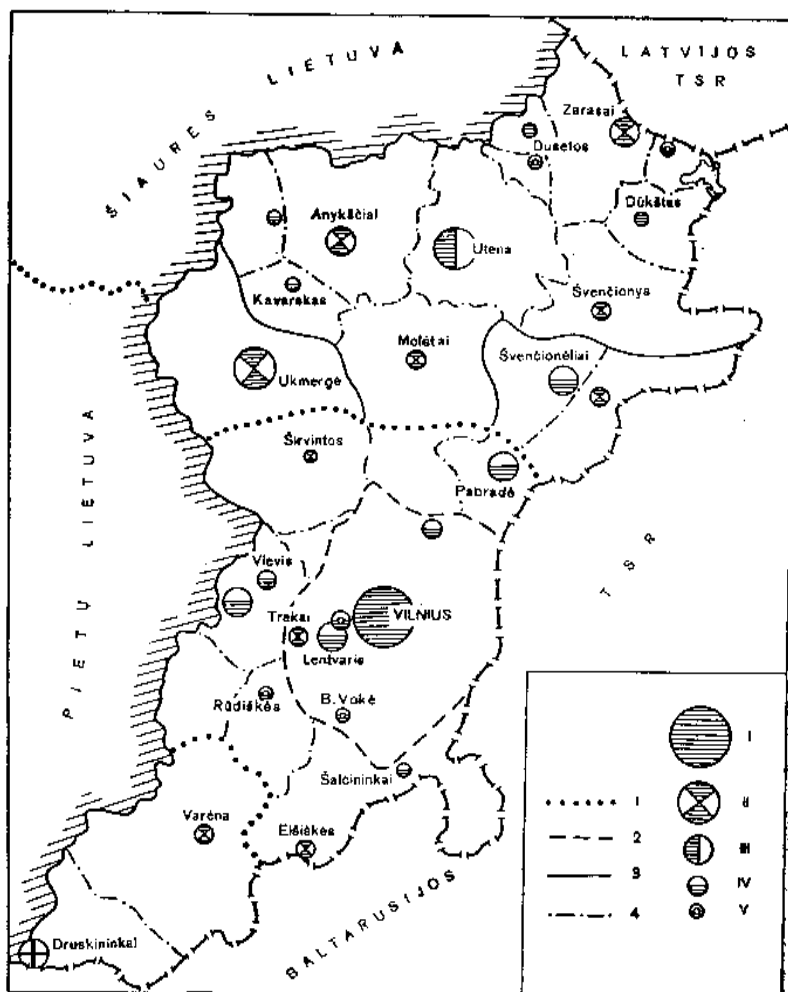 LATVIJOS
TSR
ŠIAURĖS LIETUVA
Zarasai
Dusetos
Dūkštas
Anykščiai
Utena
Kavarskas
Švenčionys
Molėtai
Švenčionėliai
Ukmergė
Širvintos
Pabradė
PIETŲ LIETUVA
TSR
Vievis
VILNIUS
Trakai
Lentvaris
Rūdiškės
B. Vokė
Šalčininkai
Varėna
Eišiškės
BALTARUSIJOS
Druskininkai
I
1 II
2 III
3 IV
4 V